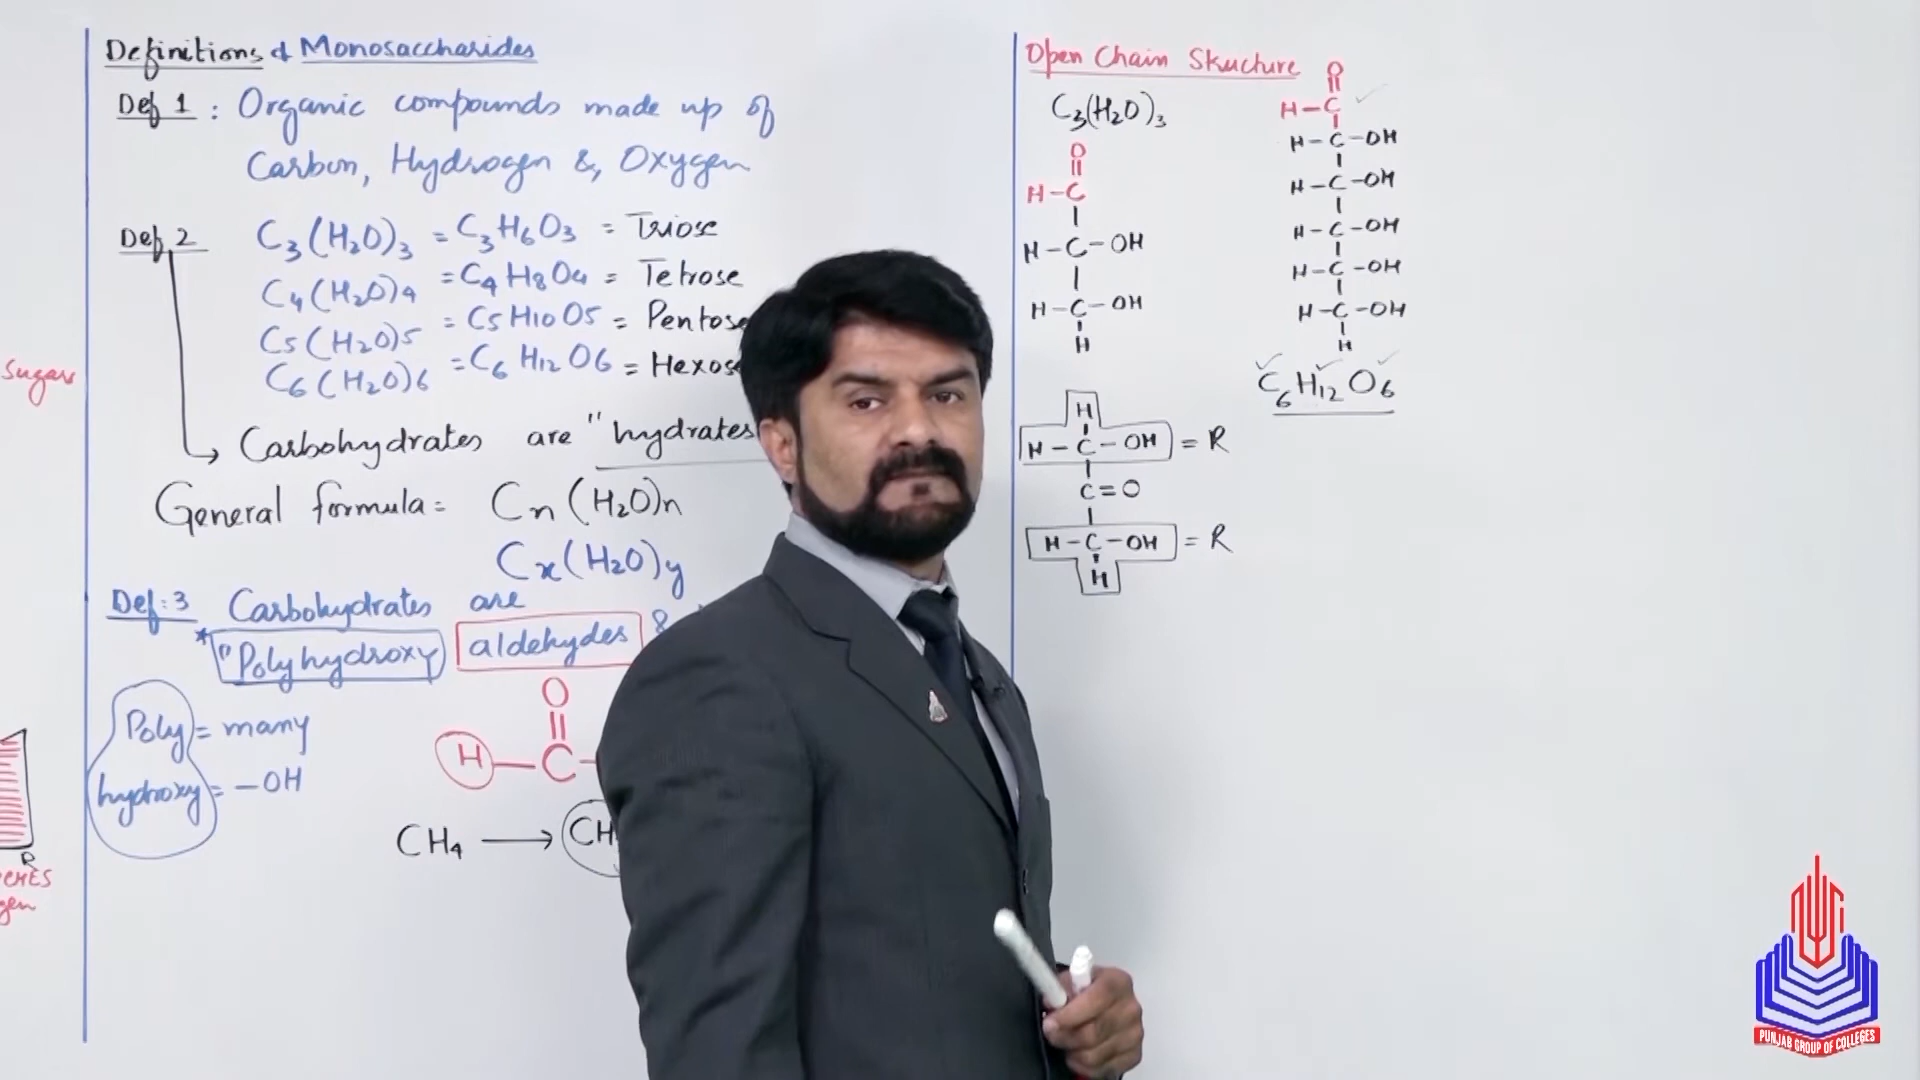 Definitions & Monosaccharides
Def 1 : Organic compounds made up of
Carbon, Hydrogen &, Oxygen
Def 2
C₃(H₂O)₃ = C₃H₆O₃ = Triose
C₄(H₂O)₄ = C₄H₈O₄ = Tetrose
C₅(H₂O)₅ = C₅H₁₀O₅ = Pentose
C₆(H₂O)₆ = C₆H₁₂O₆ = Hexose
Carbohydrates are "hydrates
General formula = Cn(H₂O)n
Cx(H₂O)y
Def:3 Carbohydrates are
*"Polyhydroxy aldehydes &
Poly = many
hydroxy = -OH
O
H-C-
CH₄ → CH
sugars
R
Open Chain Structure
C₃(H₂O)₃
O
H-C
H-C-OH
H-C-OH
H
H
H-C-OH = R
C=O
H-C-OH = R
H
O
H-C
H-C-OH
H-C-OH
H-C-OH
H-C-OH
H-C-OH
H
C₆H₁₂O₆
PUNJAB GROUP OF COLLEGES